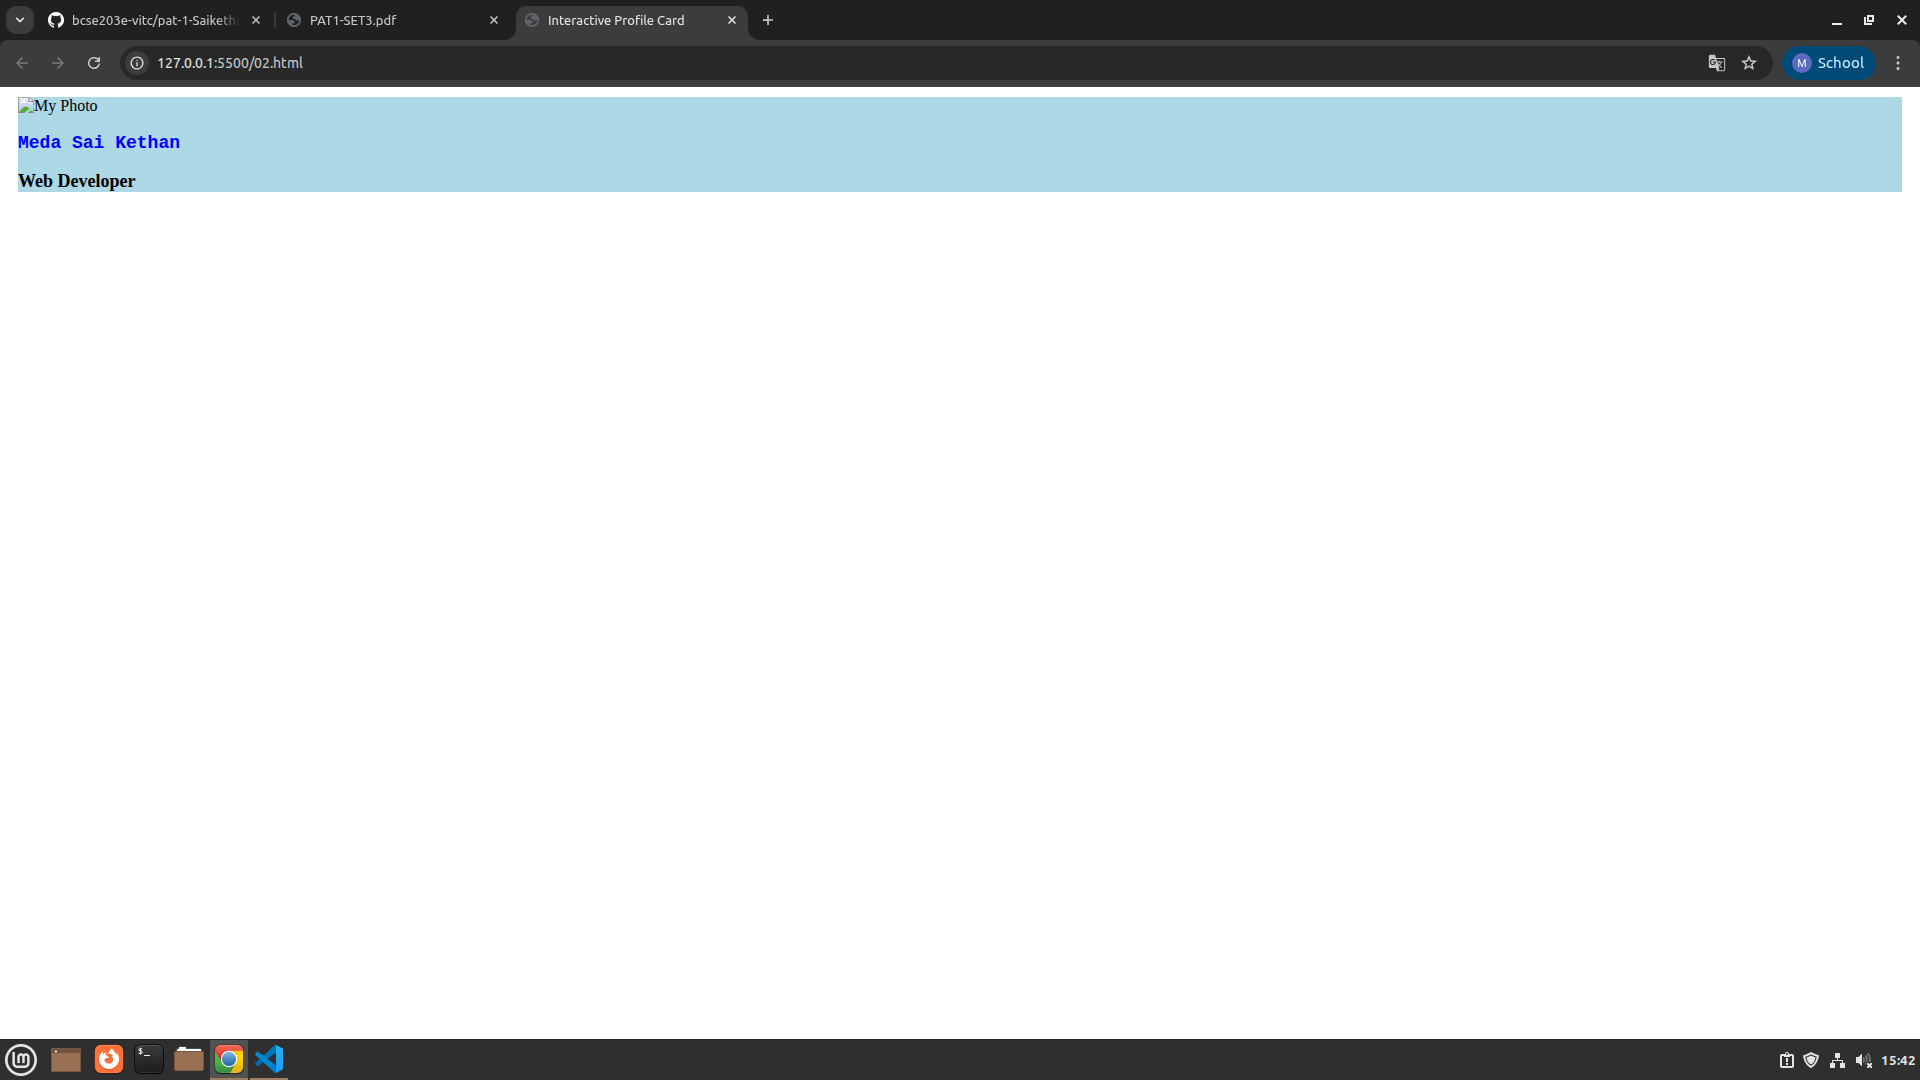 bcse203e-vitc/pat-1-Saiketh
PAT1-SET3.pdf
Interactive Profile Card
127.0.0.1:5500/02.html
M
School
My Photo
Meda Sai Kethan
Web Developer
$_
15:42